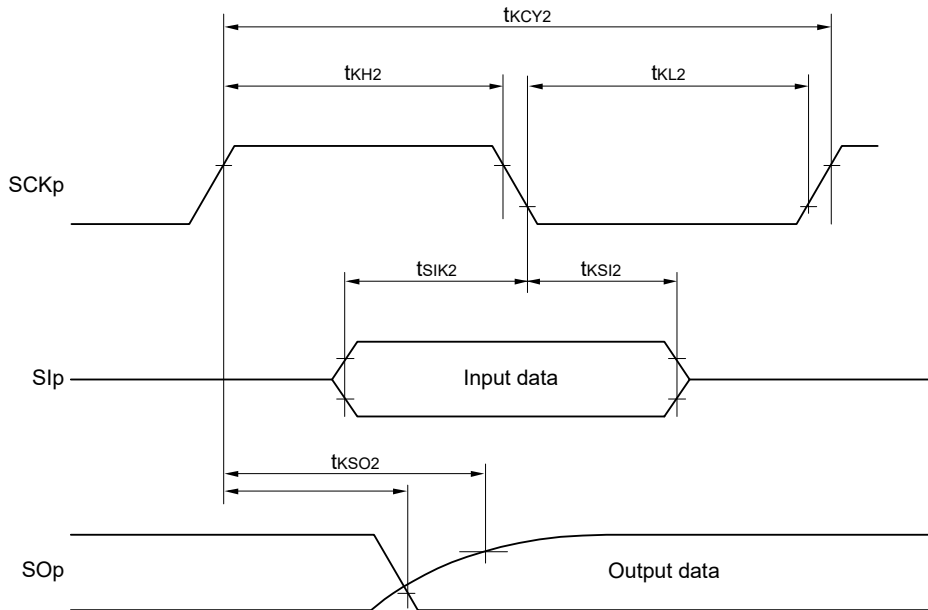 tKCY2
tKH2
tKL2
SCKp
tSIK2
tKSI2
SIp
Input data
tKSO2
SOp
Output data